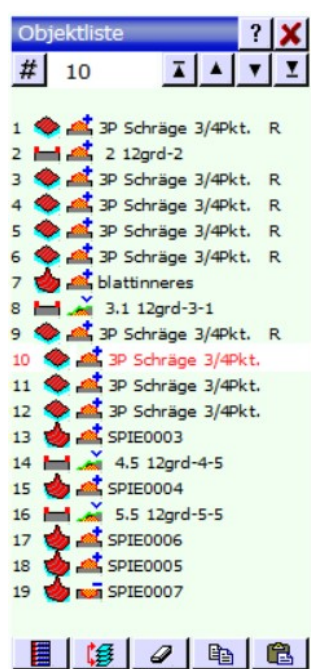 Objektliste ?
# 10
1 3P Schräge 3/4Pkt. R
2 2 12grd-2
3 3P Schräge 3/4Pkt. R
4 3P Schräge 3/4Pkt. R
5 3P Schräge 3/4Pkt. R
6 3P Schräge 3/4Pkt. R
7 blattinneres
8 3.1 12grd-3-1
9 3P Schräge 3/4Pkt. R
10 3P Schräge 3/4Pkt.
11 3P Schräge 3/4Pkt.
12 3P Schräge 3/4Pkt.
13 SPIE0003
14 4.5 12grd-4-5
15 SPIE0004
16 5.5 12grd-5-5
17 SPIE0006
18 SPIE0005
19 SPIE0007